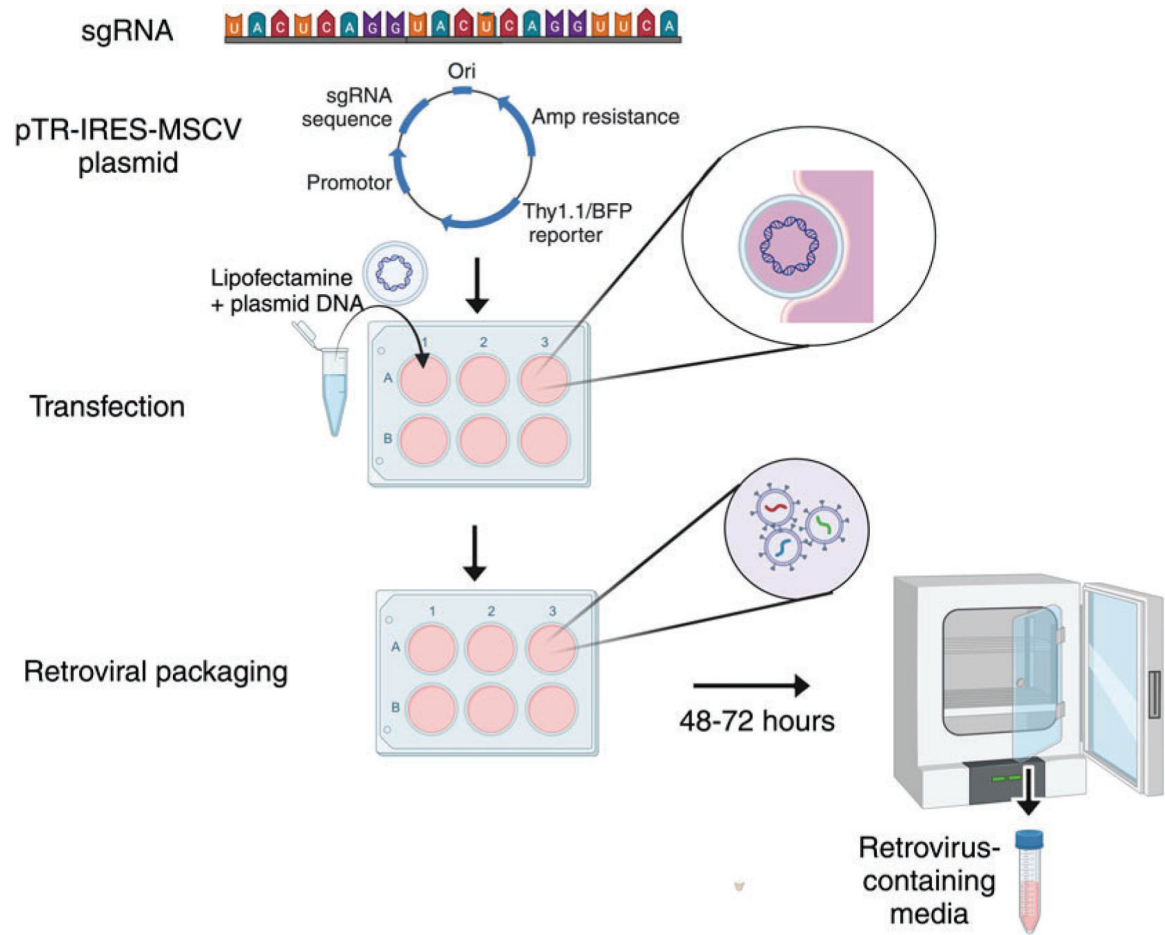 sgRNA
U A C U C A G G U A C U C A G G U U C A
Ori
sgRNA
sequence
Amp resistance
pTR-IRES-MSCV
plasmid
Promotor
Thy1.1/BFP
reporter
Lipofectamine
+ plasmid DNA
1 2 3
A
B
Transfection
1 2 3
A
B
Retroviral packaging
48-72 hours
Retrovirus-
containing
media